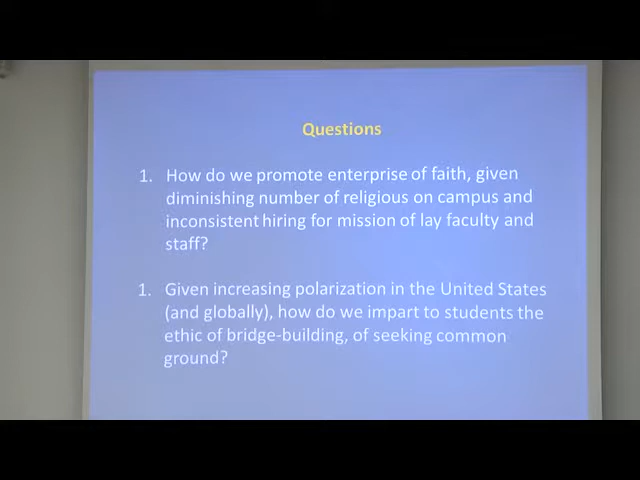 Questions
1. How do we promote enterprise of faith, given
diminishing number of religious on campus and
inconsistent hiring for mission of lay faculty and
staff?
1. Given increasing polarization in the United States
(and globally), how do we impart to students the
ethic of bridge-building, of seeking common
ground?